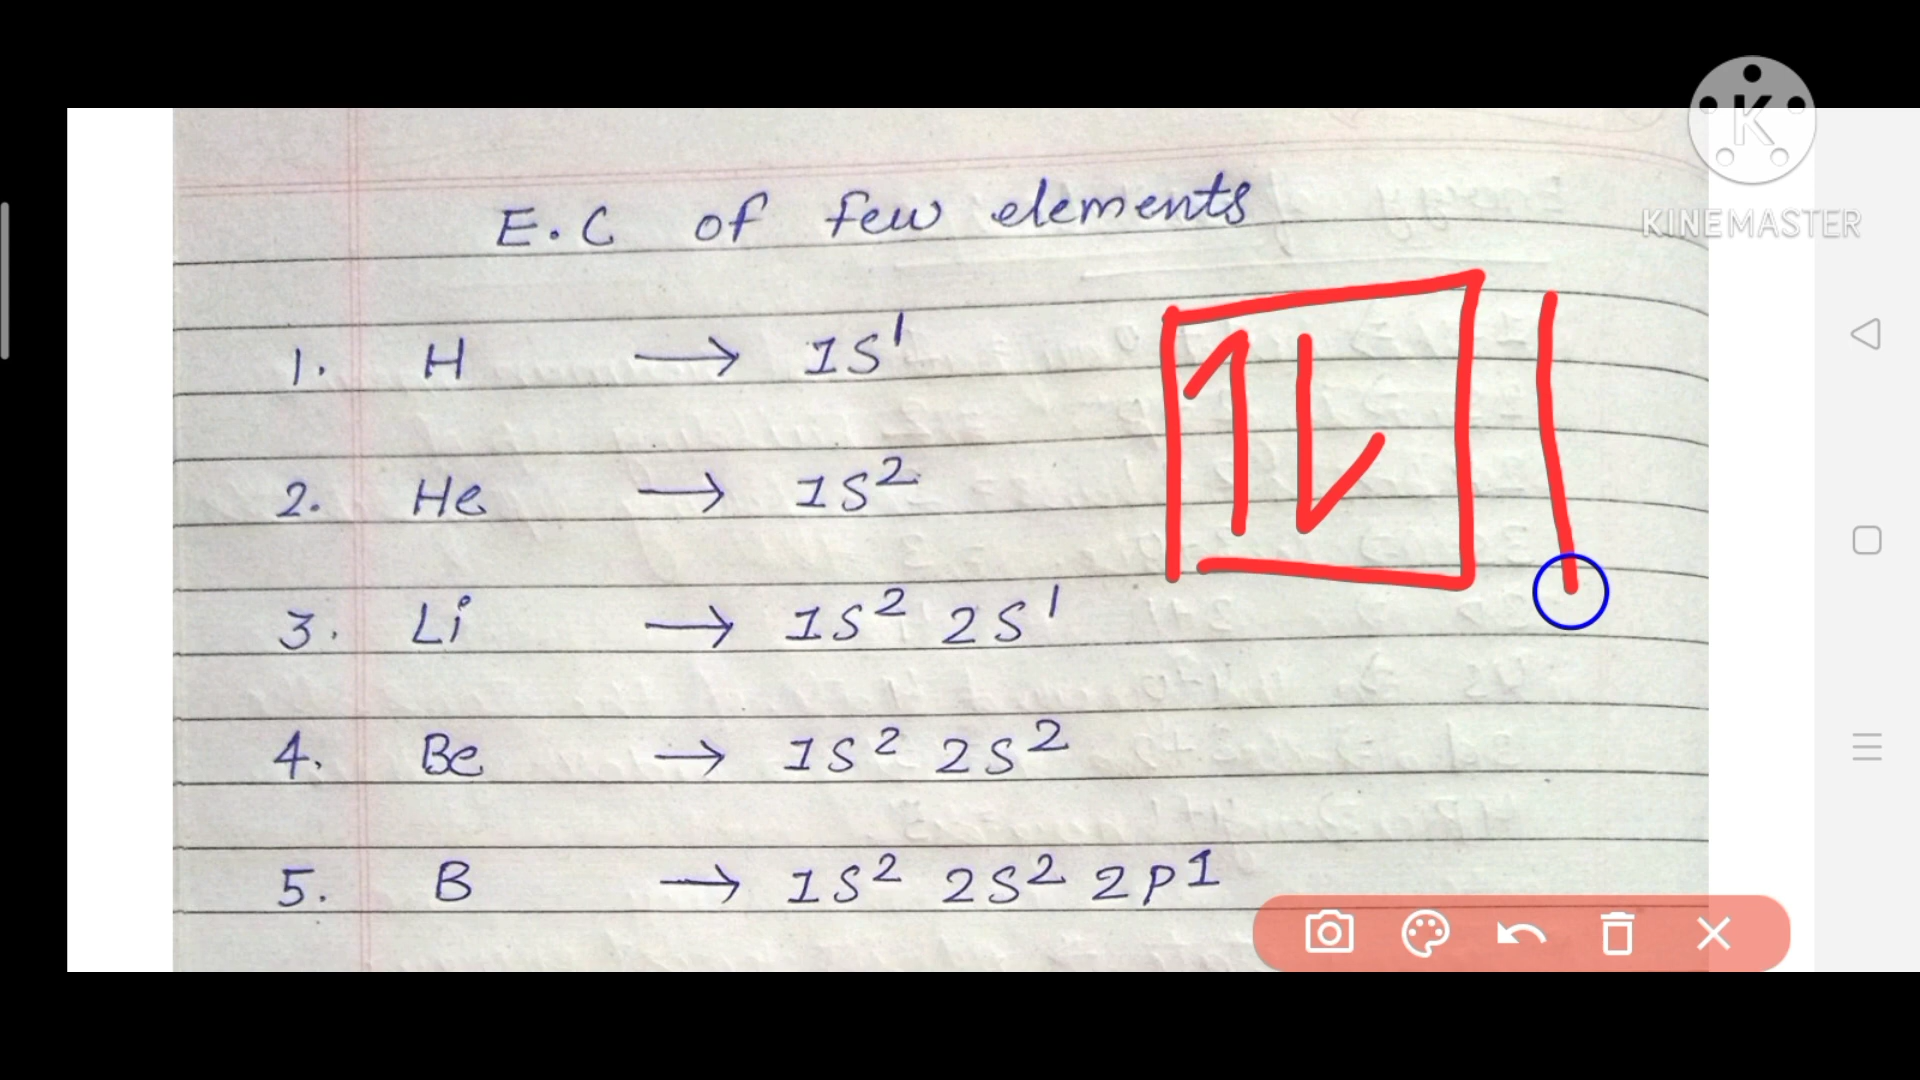 E.C of few elements
KINEMASTER
1. H → 1S¹
2. He → 1S²
3. Li → 1S² 2S¹
4. Be → 1S² 2S²
5. B → 1S² 2S² 2P¹